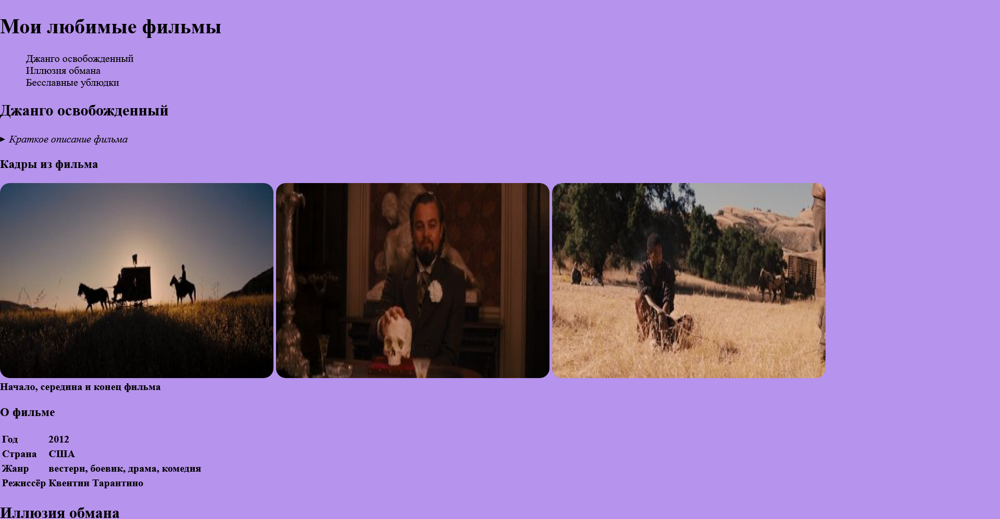 Мои любимые фильмы
Джанго освобожденный
Иллюзия обмана
Бесславные ублюдки
Джанго освобожденный
Краткое описание фильма
Кадры из фильма
Начало, середина и конец фильма
О фильме
Год 2012
Страна США
Жанр вестерн, боевик, драма, комедия
Режиссёр Квентин Тарантино
Иллюзия обмана